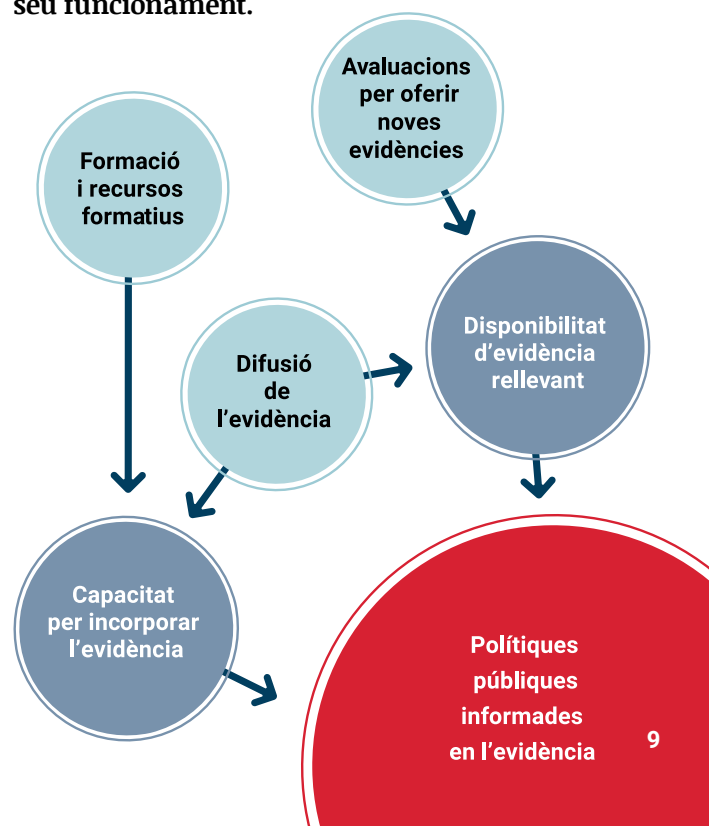 seu funcionament.
Avaluacions
per oferir
noves
evidències
Formació
i recursos
formatius
Disponibilitat
d’evidència
rellevant
Difusió
de
l’evidència
Capacitat
per incorporar
l’evidència
Polítiques
públiques
informades
en l’evidència
9